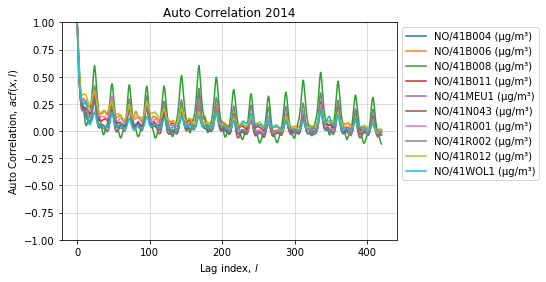 Auto Correlation 2014
Auto Correlation, acf(x, l)
1.00
0.75
0.50
0.25
0.00
−0.25
−0.50
−0.75
−1.00
0
100
200
300
400
Lag index, l
NO/41B004 (µg/m³)
NO/41B006 (µg/m³)
NO/41B008 (µg/m³)
NO/41B011 (µg/m³)
NO/41MEU1 (µg/m³)
NO/41N043 (µg/m³)
NO/41R001 (µg/m³)
NO/41R002 (µg/m³)
NO/41R012 (µg/m³)
NO/41WOL1 (µg/m³)